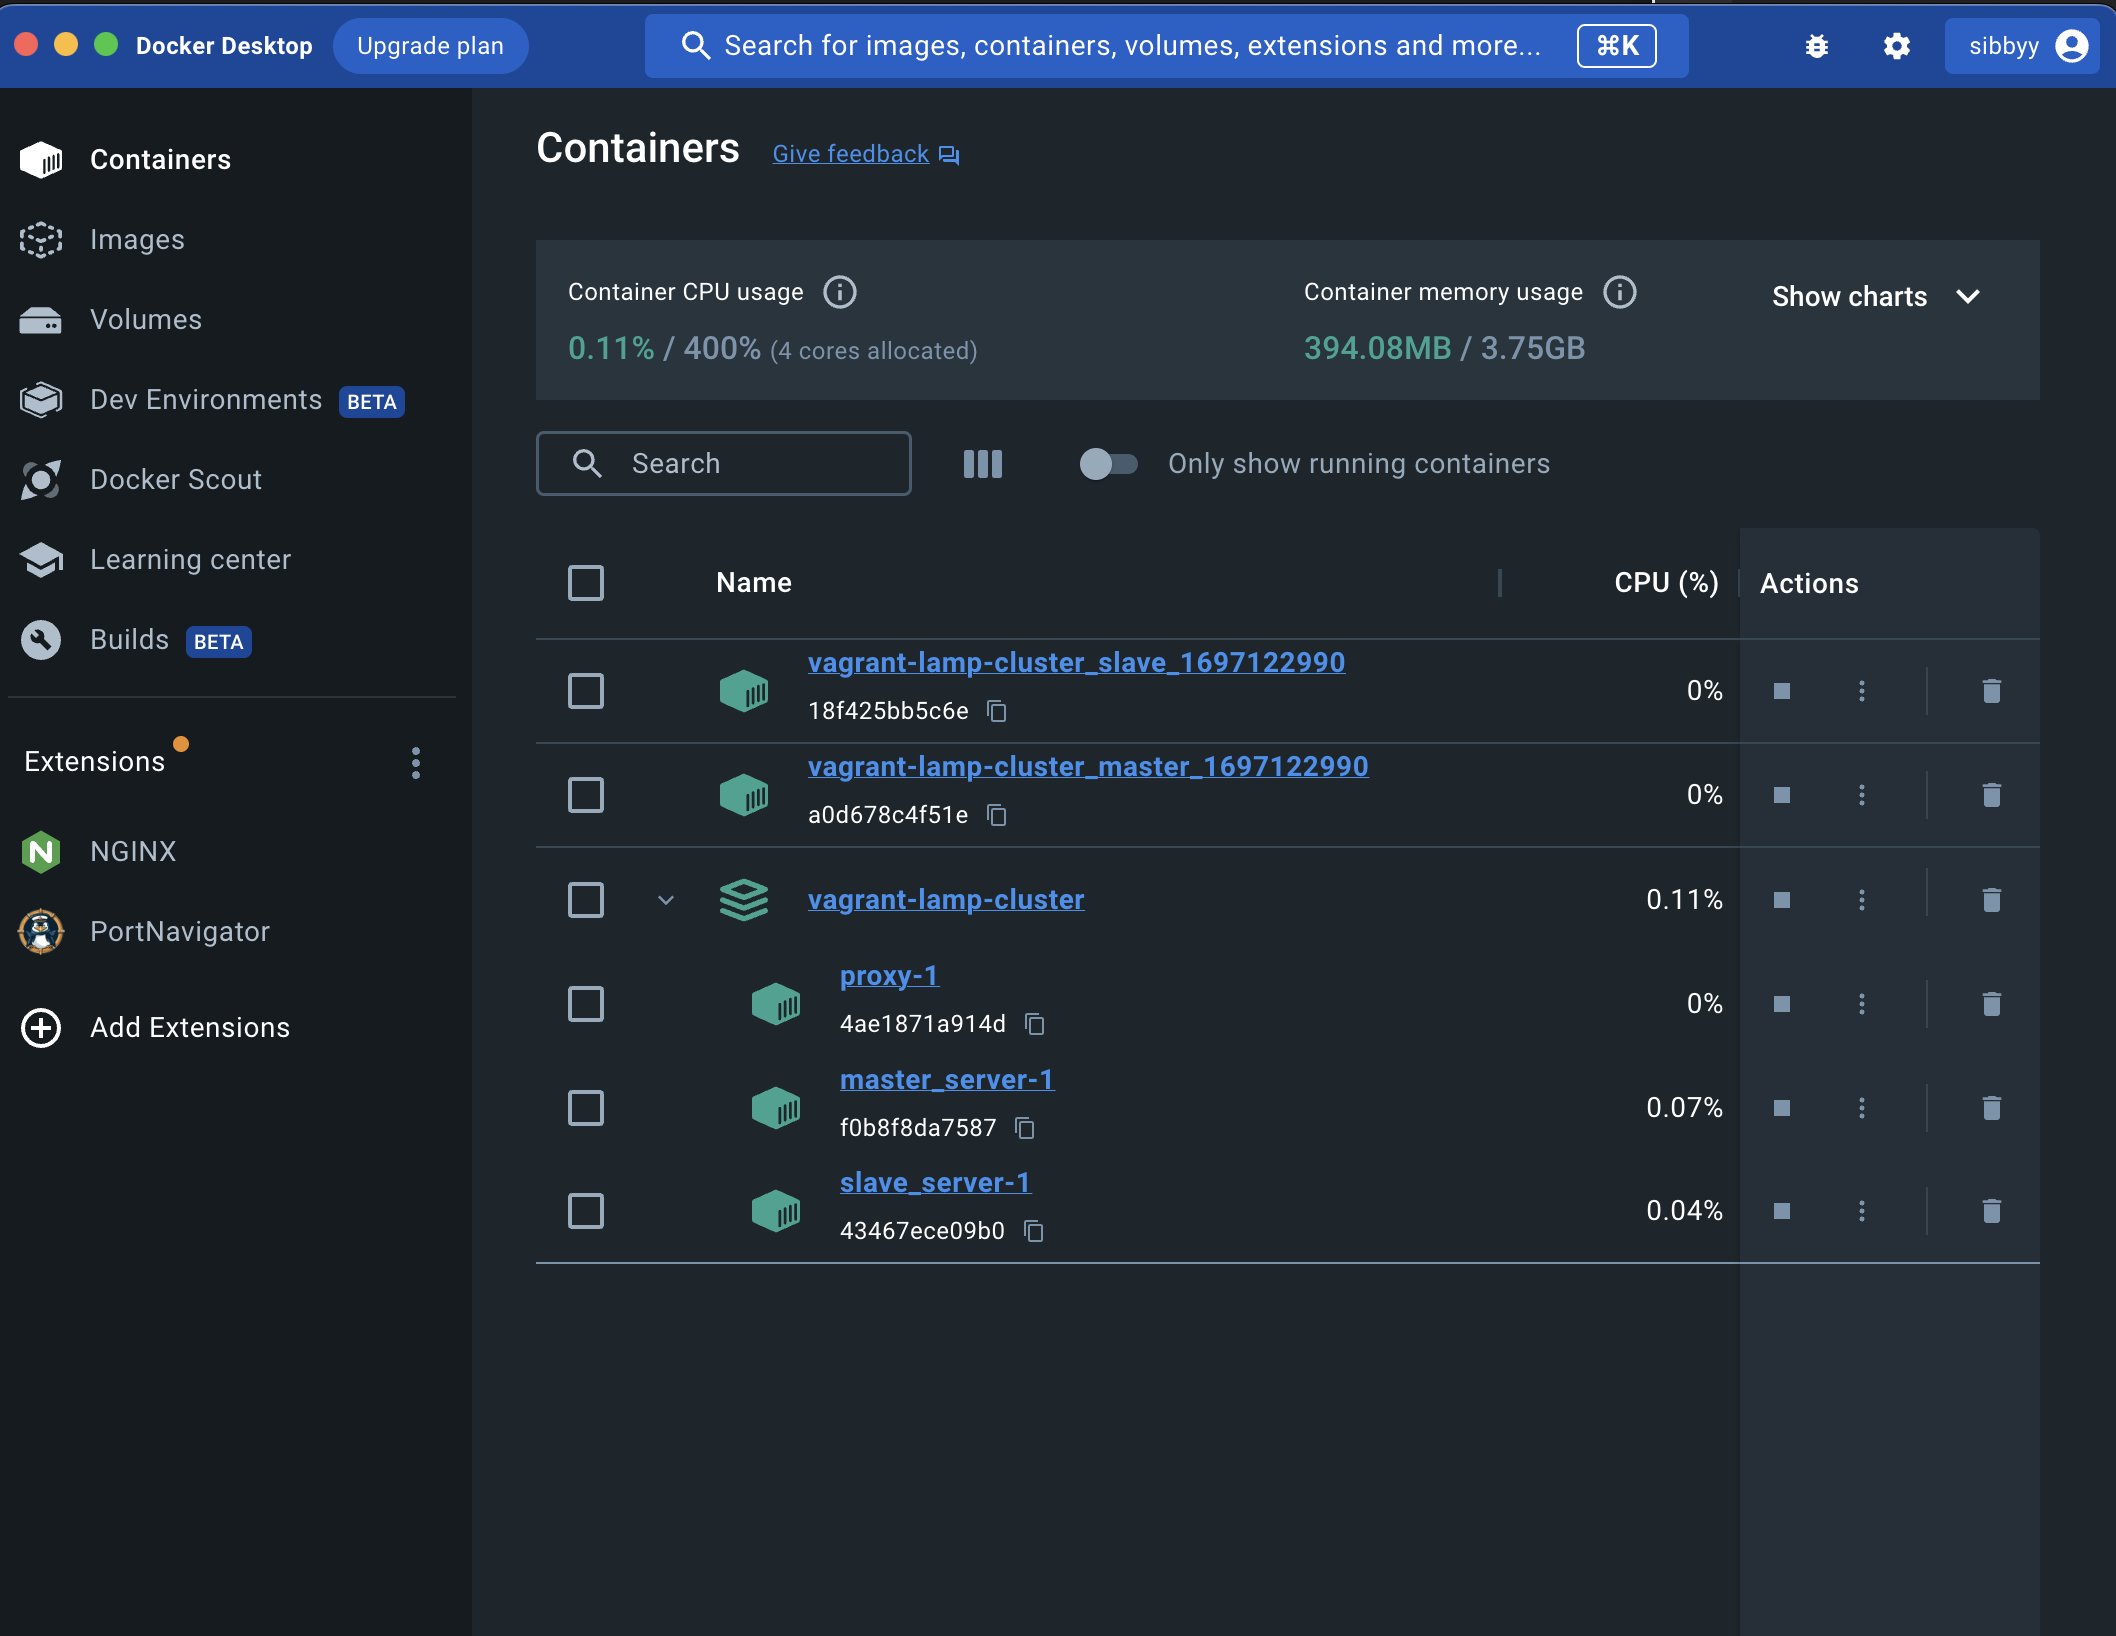 Docker Desktop
Upgrade plan
Search for images, containers, volumes, extensions and more...
⌘K
sibbyy
Containers
Images
Volumes
Dev Environments BETA
Docker Scout
Learning center
Builds BETA
Extensions
NGINX
PortNavigator
Add Extensions
Containers
Give feedback
Container CPU usage
0.11% / 400% (4 cores allocated)
Container memory usage
394.08MB / 3.75GB
Show charts
Search
Only show running containers
Name CPU (%) Actions
vagrant-lamp-cluster_slave_1697122990
18f425bb5c6e
0%
vagrant-lamp-cluster_master_1697122990
a0d678c4f51e
0%
vagrant-lamp-cluster
0.11%
proxy-1
4ae1871a914d
0%
master_server-1
f0b8f8da7587
0.07%
slave_server-1
43467ece09b0
0.04%